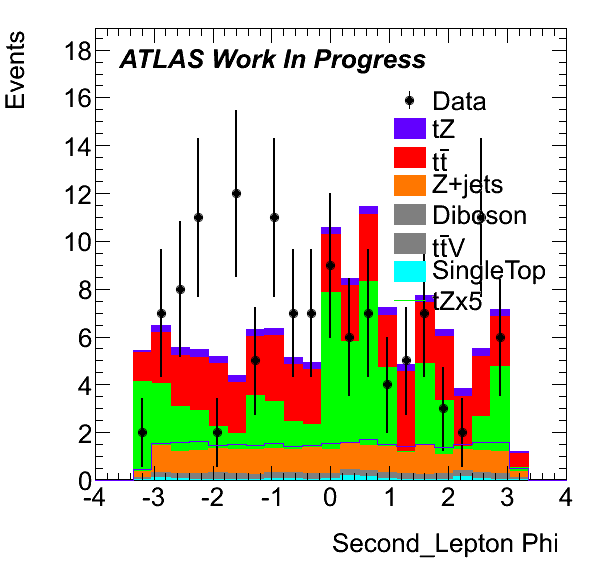 Events
18
16
14
12
10
8
6
4
2
0
ATLAS Work In Progress
Data
tZ
tt̄
Z+jets
Diboson
tt̄V
SingleTop
tZx5
-4 -3 -2 -1 0 1 2 3 4
Second_Lepton Phi